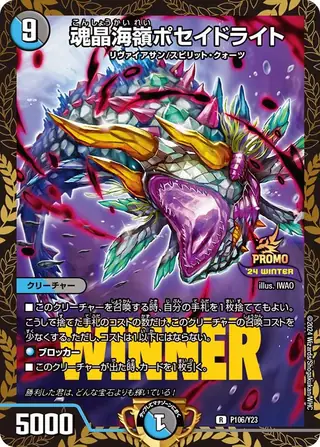 9
こんしょうかいれい
魂晶海嶺ポセイドライト
リヴァイアサン/スピリット・クォーツ
PROMO
'24 WINTER
illus. IWAO
クリーチャー
■このクリーチャーを召喚する時、自分の手札を1枚捨ててもよい。
こうして捨てた手札のコストの数だけ、このクリーチャーの召喚コストを
少なくする。ただし、コストは1以下にはならない。
WINNER
■ブロッカー
■このクリーチャーが出た時、カードを1枚引く。
勝利した君は、どんな宝石よりも輝いている!
5000
1
R P106/Y23